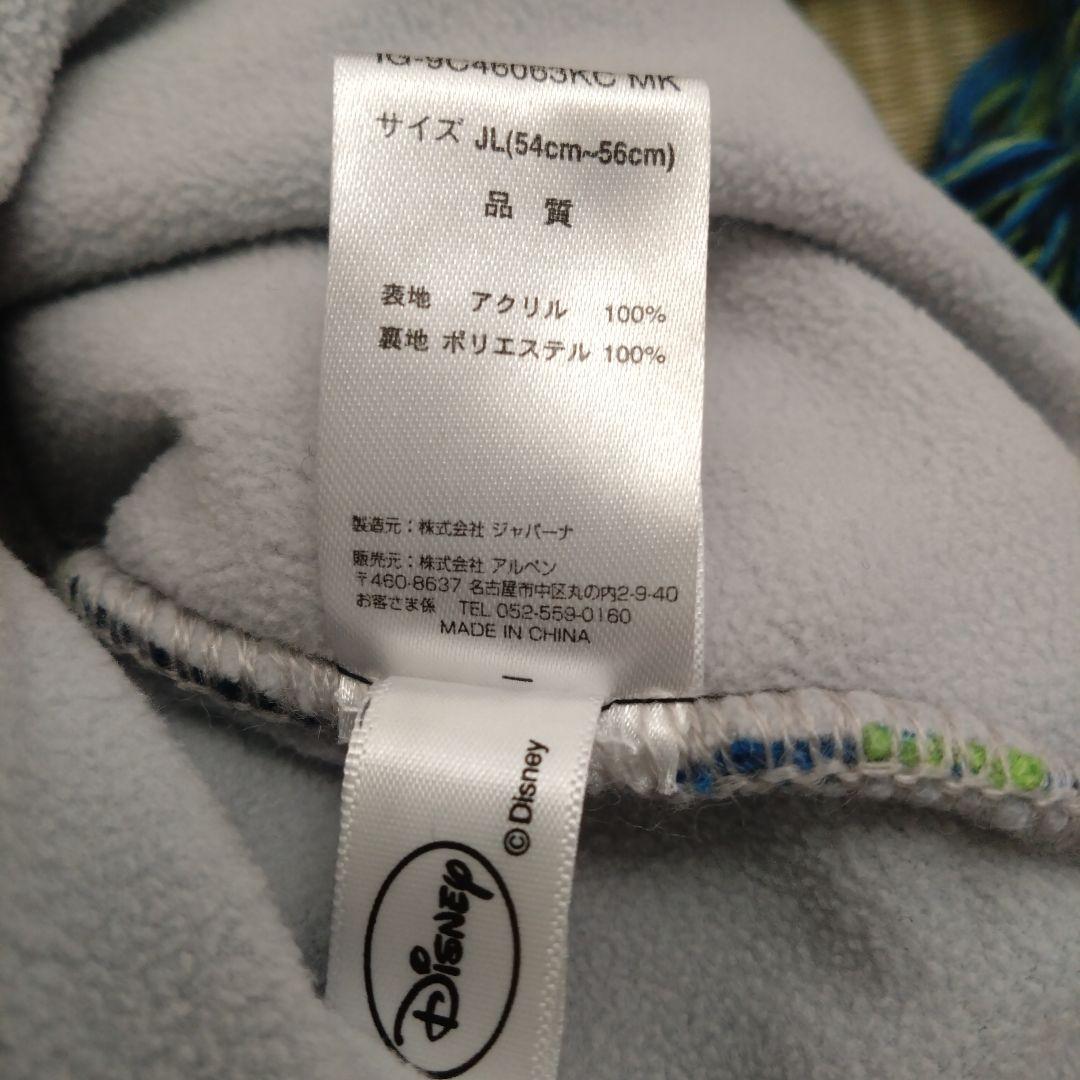 IG-9C46063KC MK
サイズ JL(54cm~56cm)
品 質
表地 アクリル 100%
裏地 ポリエステル 100%
製造元：株式会社 ジャパーナ
販売元：株式会社 アルペン
〒460-8637 名古屋市中区丸の内2-9-40
お客さま係 TEL 052-559-0160
MADE IN CHINA
©Disney
Disney